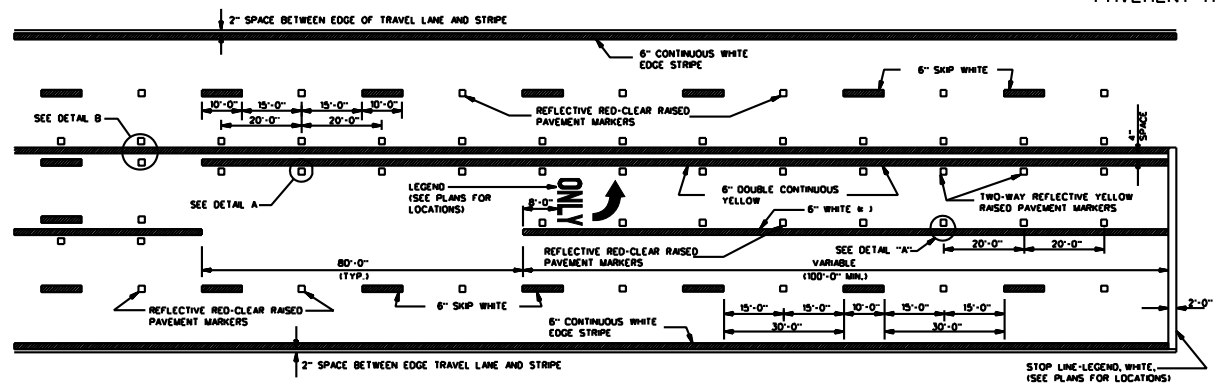 2" SPACE BETWEEN EDGE OF TRAVEL LANE AND STRIPE
6" CONTINUOUS WHITE
EDGE STRIPE
6" SKIP WHITE
10'-0" 15'-0" 15'-0" 10'-0"
REFLECTIVE RED-CLEAR RAISED
PAVEMENT MARKERS
SEE DETAIL B
20'-0" 20'-0"
4"
SPACE
LEGEND
(SEE PLANS FOR
LOCATIONS)
ONLY
6" DOUBLE CONTINUOUS
YELLOW
TWO-WAY REFLECTIVE YELLOW
RAISED PAVEMENT MARKERS
SEE DETAIL A
8'-0"
6" WHITE
REFLECTIVE RED-CLEAR RAISED
PAVEMENT MARKERS
SEE DETAIL "A"
20'-0" 20'-0"
80'-0"
(TYP.)
VARIABLE
(100'-0" MIN.)
REFLECTIVE RED-CLEAR RAISED
PAVEMENT MARKERS
6" SKIP WHITE
15'-0" 15'-0" 10'-0" 15'-0" 15'-0"
2'-0"
6" CONTINUOUS WHITE
EDGE STRIPE
30'-0" 30'-0"
2" SPACE BETWEEN EDGE TRAVEL LANE AND STRIPE
STOP LINE-LEGEND, WHITE,
(SEE PLANS FOR LOCATIONS)